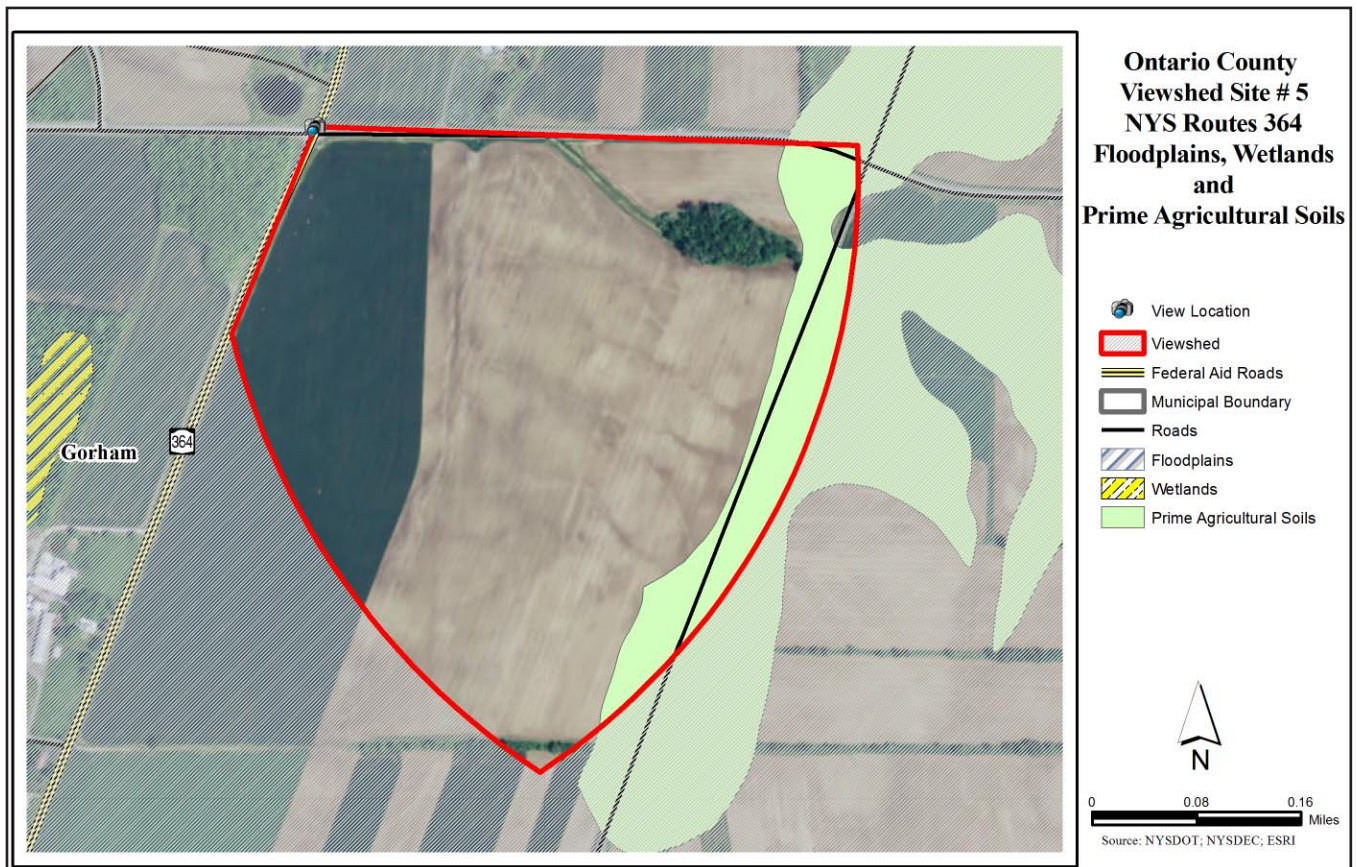 Ontario County
Viewshed Site # 5
NYS Routes 364
Floodplains, Wetlands
and
Prime Agricultural Soils
View Location
Viewshed
Federal Aid Roads
Municipal Boundary
Roads
Floodplains
Wetlands
Prime Agricultural Soils
364
Gorham
N
0 0.08 0.16
Miles
Source: NYSDOT; NYSDEC; ESRI